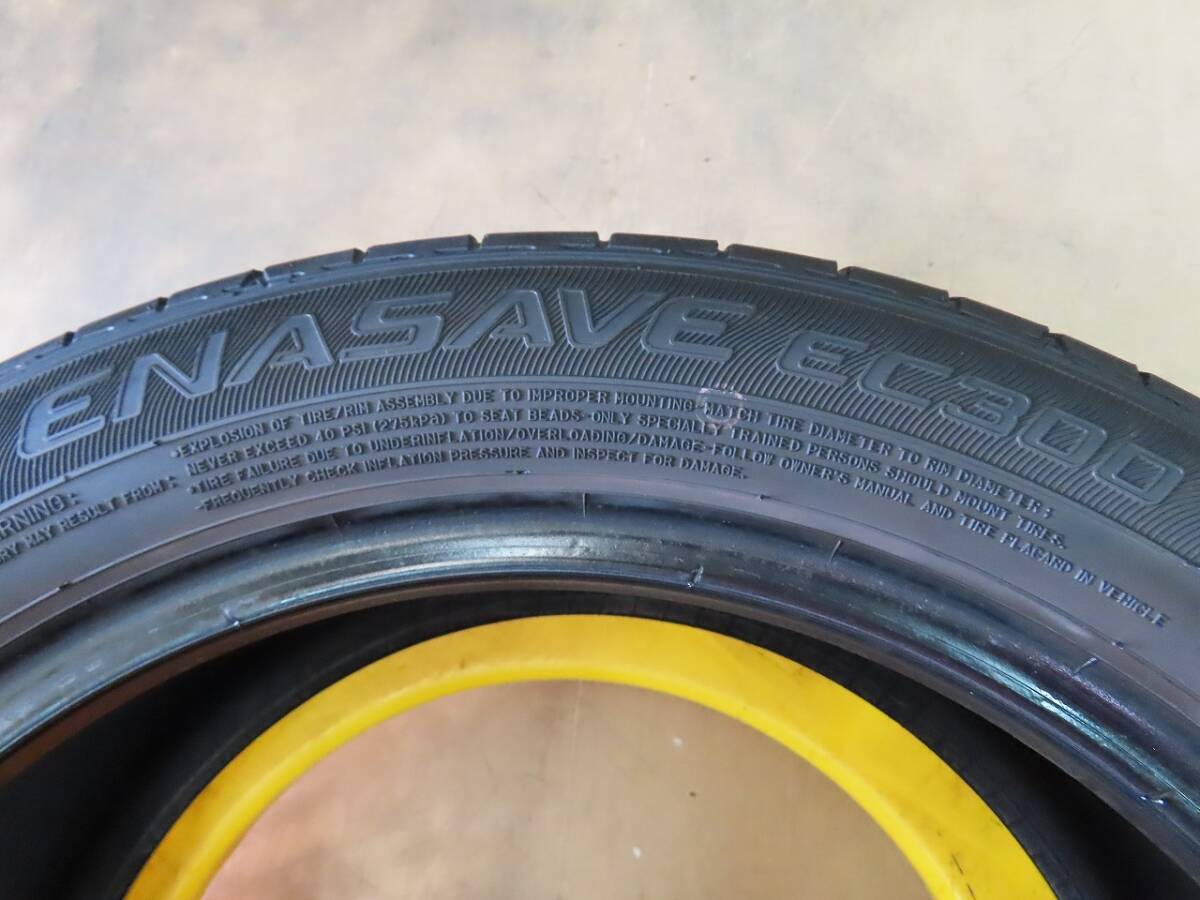 ENASAVE EC300
WARNING:
RY MAY RESULT FROM:
•EXPLOSION OF TIRE/RIM ASSEMBLY DUE TO IMPROPER MOUNTING-MATCH TIRE DIAMETER TO RIM DIAMETER;
NEVER EXCEED 40 PSI (275kPa) TO SEAT BEADS-ONLY SPECIALLY TRAINED PERSONS SHOULD MOUNT TIRES.
•TIRE FAILURE DUE TO UNDERINFLATION/OVERLOADING/DAMAGE-FOLLOW OWNER'S MANUAL AND TIRE PLACARD IN VEHICLE
-FREQUENTLY CHECK INFLATION PRESSURE AND INSPECT FOR DAMAGE.